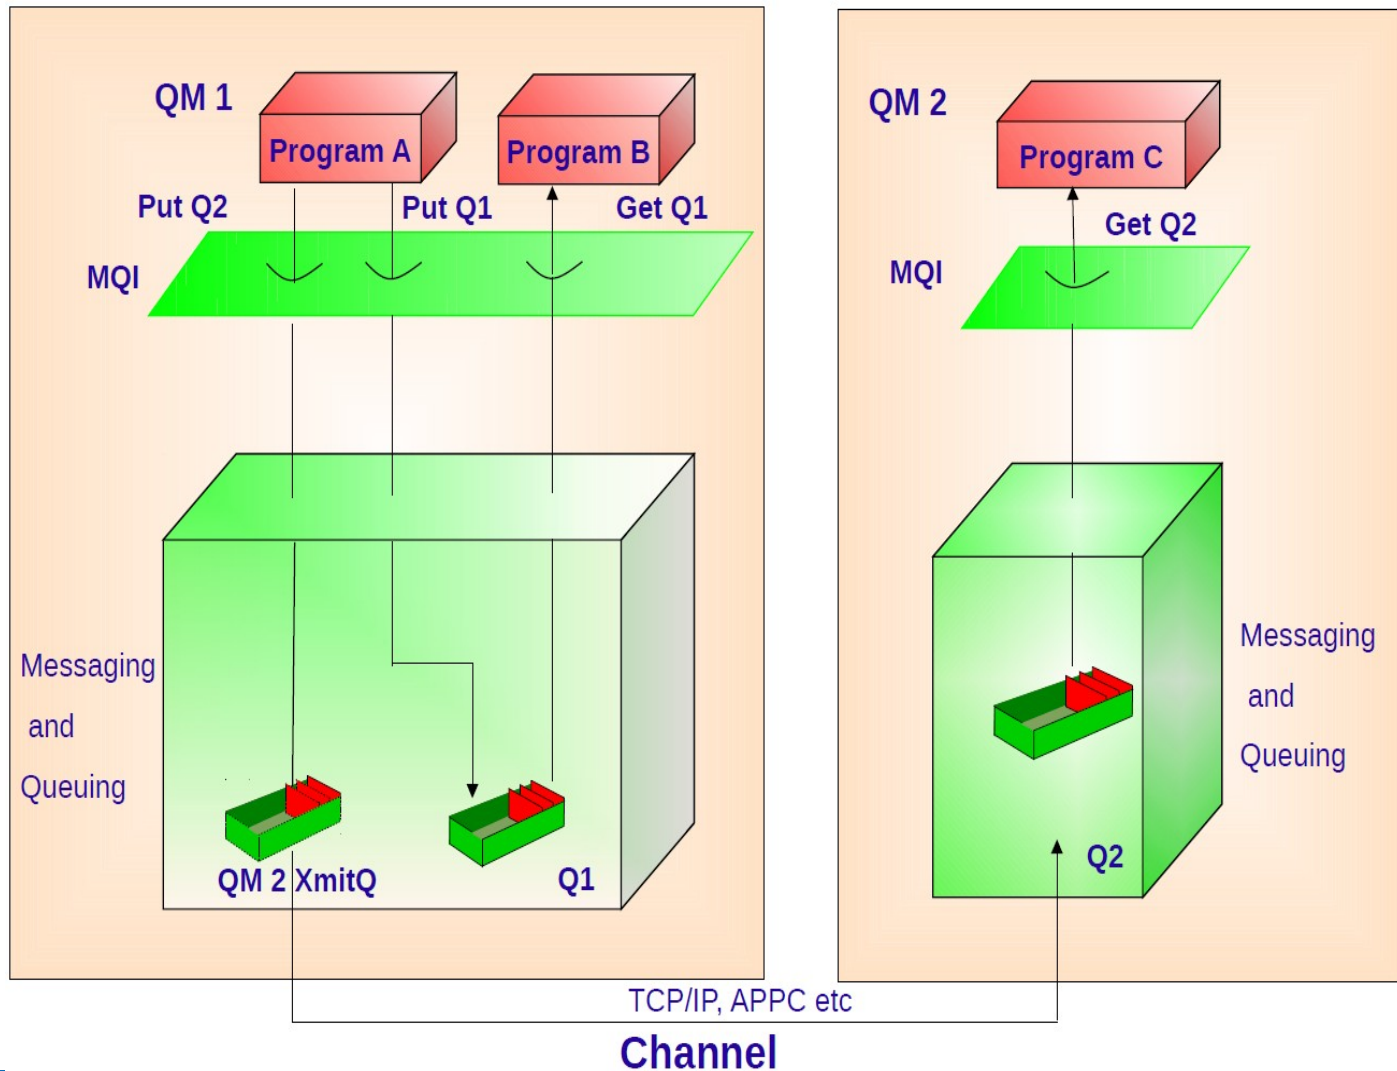 QM 1
Program A
Program B
Put Q2
Put Q1
Get Q1
MQI
Messaging
and
Queuing
QM 2 XmitQ
Q1
QM 2
Program C
Get Q2
MQI
Messaging
and
Queuing
Q2
TCP/IP, APPC etc
Channel